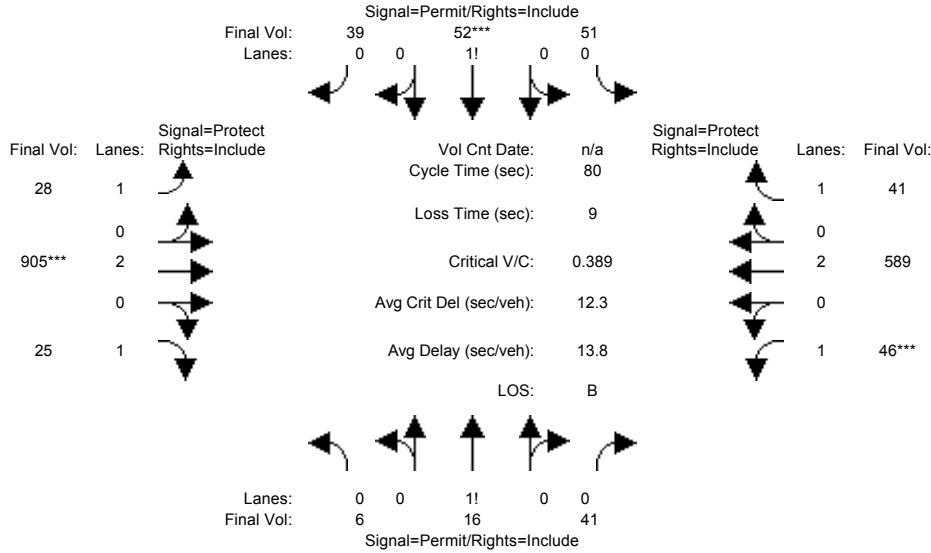 Signal=Permit/Rights=Include
Final Vol: 39 52*** 51
Lanes: 0 0 1! 0 0
Signal=Protect Signal=Protect
Final Vol: Lanes: Rights=Include Vol Cnt Date: n/a Rights=Include Lanes: Final Vol:
Cycle Time (sec): 80
28 1 1 41
Loss Time (sec): 9
0 0
905*** 2 Critical V/C: 0.389 2 589
0 Avg Crit Del (sec/veh): 12.3 0
25 1 Avg Delay (sec/veh): 13.8 1 46***
LOS: B
Lanes: 0 0 1! 0 0
Final Vol: 6 16 41
Signal=Permit/Rights=Include